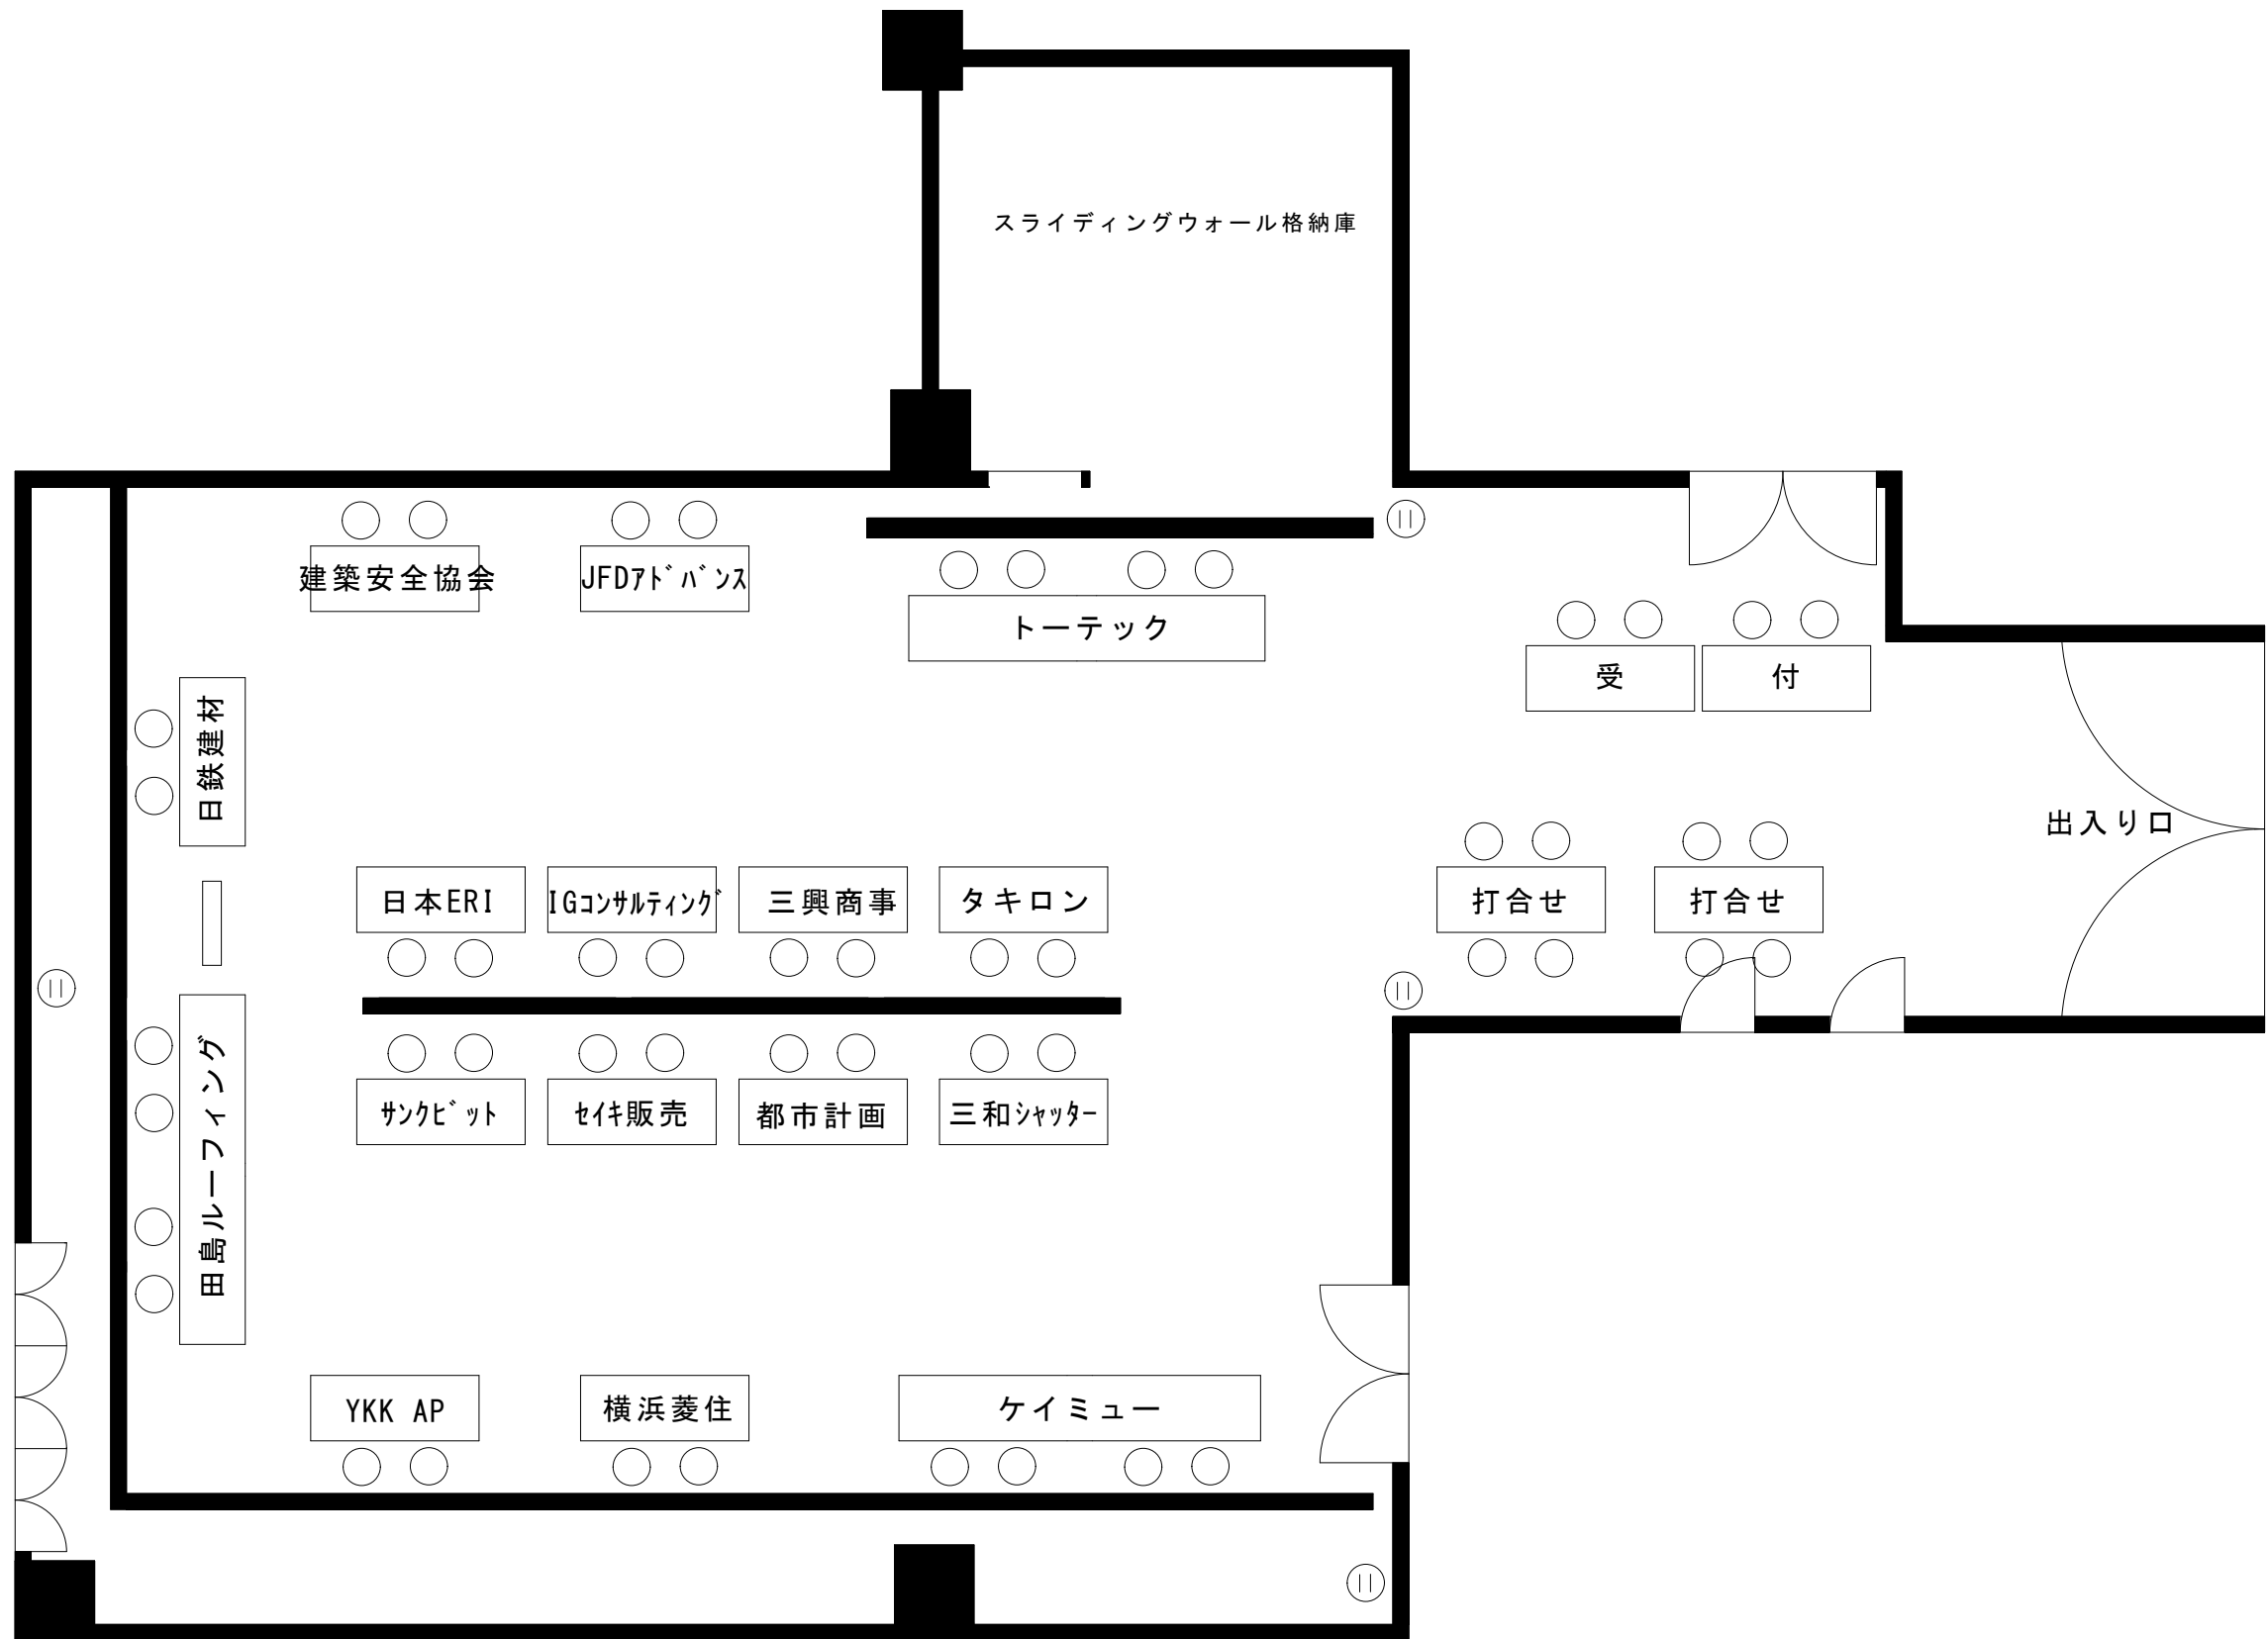 スライディングウォール格納庫
建築安全協会
JFDｱﾄﾞﾊﾞﾝｽ
トーテック
受
付
日鉄建材
出入り口
日本ERI
IGｺﾝｻﾙﾃｨﾝｸﾞ
三興商事
タキロン
打合せ
打合せ
田島ルーフィング
ｻﾝｸﾋﾞｯﾄ
ｾｲｷ販売
都市計画
三和ｼｬｯﾀｰ
YKK AP
横浜菱住
ケイミュー